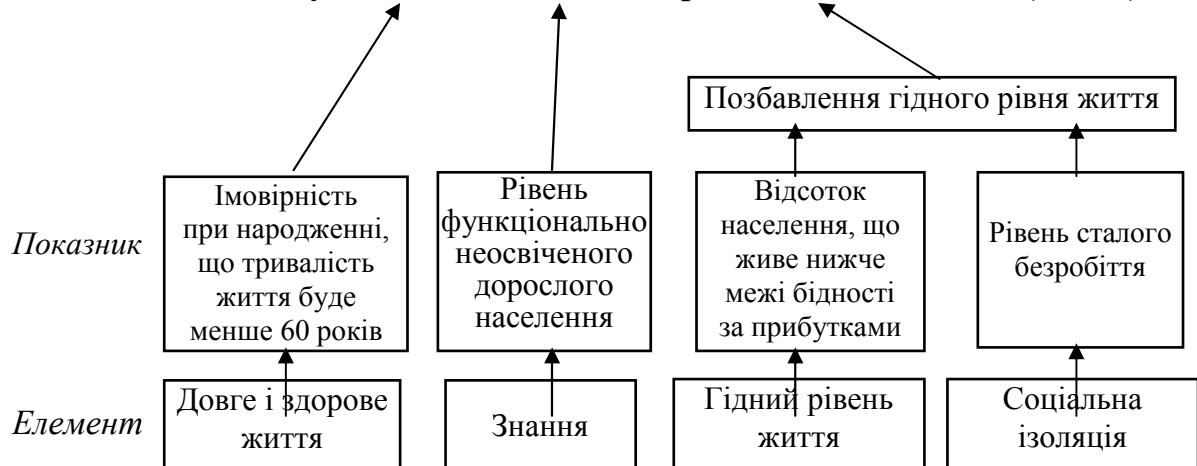 Позбавлення гідного рівня життя
Показник
Імовірність
при народженні,
що тривалість
життя буде
менше 60 років
Рівень
функціонально
неосвіченого
дорослого
населення
Відсоток
населення, що
живе нижче
межі бідності
за прибутками
Рівень сталого
безробіття
Елемент
Довге і здорове
життя
Знання
Гідний рівень
життя
Соціальна
ізоляція